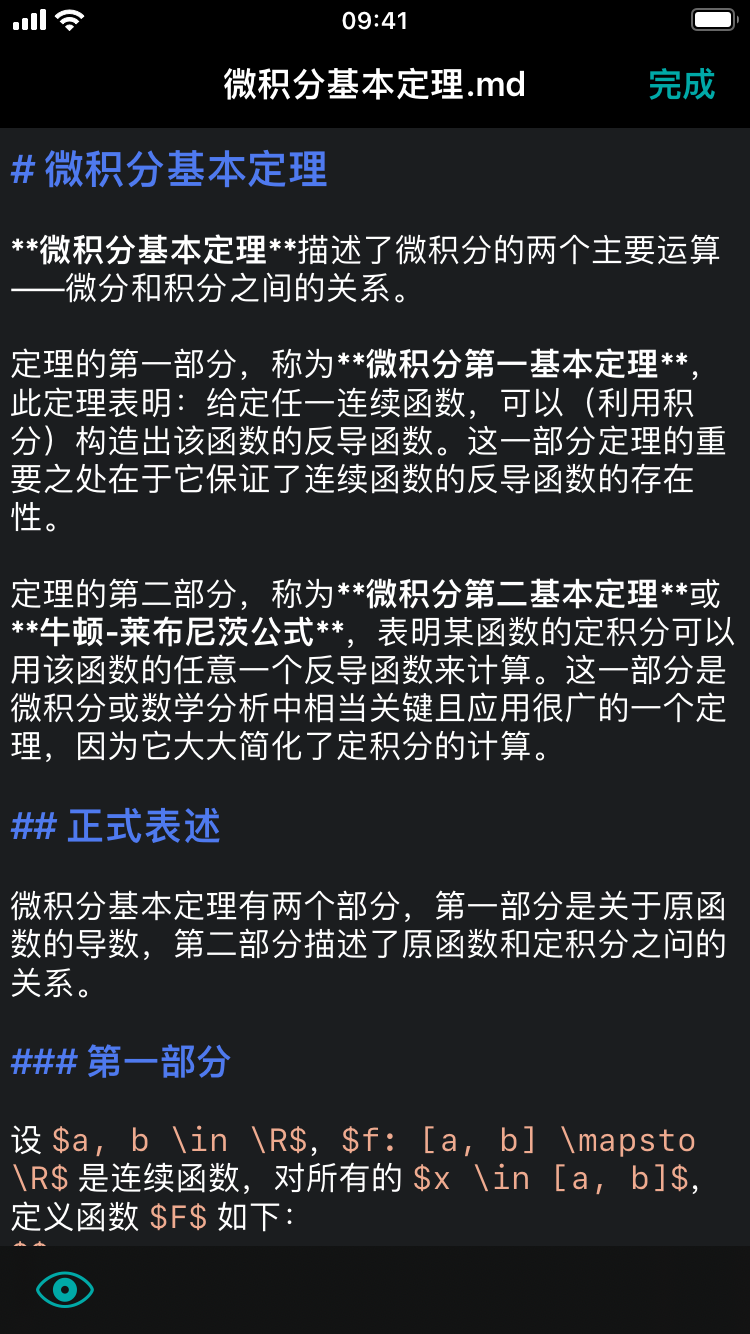 09:41
微积分基本定理.md
完成
# 微积分基本定理
**微积分基本定理**描述了微积分的两个主要运算
——微分和积分之间的关系。
定理的第一部分，称为**微积分第一基本定理**，
此定理表明：给定任一连续函数，可以（利用积
分）构造出该函数的反导函数。这一部分定理的重
要之处在于它保证了连续函数的反导函数的存在
性。
定理的第二部分，称为**微积分第二基本定理**或
**牛顿-莱布尼茨公式**，表明某函数的定积分可以
用该函数的任意一个反导函数来计算。这一部分是
微积分或数学分析中相当关键且应用很广的一个定
理，因为它大大简化了定积分的计算。
## 正式表述
微积分基本定理有两个部分，第一部分是关于原函
数的导数，第二部分描述了原函数和定积分之问的
关系。
### 第一部分
设 $a, b \in \R$，$f: [a, b] \mapsto
\R$ 是连续函数，对所有的 $x \in [a, b]$，
定义函数 $F$ 如下：